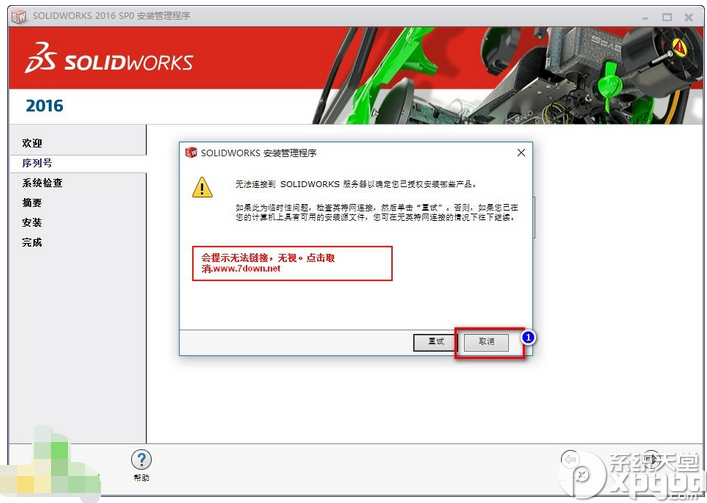 SOLIDWORKS 2016 SP0 安装管理程序
SOLIDWORKS
2016
欢迎
序列号
系统检查
摘要
安装
完成
SOLIDWORKS 安装管理程序
无法连接到 SOLIDWORKS 服务器以确定您已授权安装哪些产品。
如果此为临时性问题，检查英特网连接，然后单击“重试”。否则，如果您已在
您的计算机上具有可用的安装源文件，您可在无英特网连接的情况下往下继续。
会提示无法链接，无视。点击取
消.www.7down.net
重试
取消
1
帮助
系统天堂
xpgod